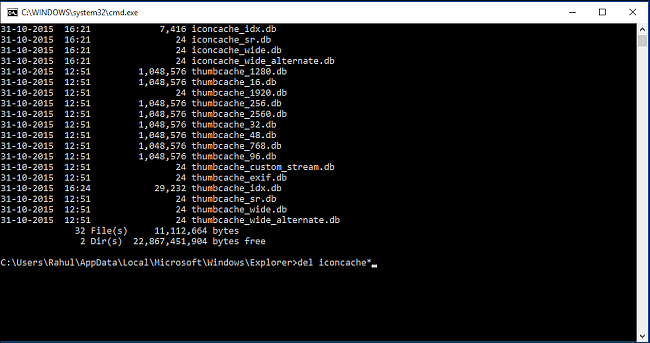 C:\WINDOWS\system32\cmd.exe
31-10-2015  16:21             7,416 iconcache_idx.db
31-10-2015  16:21                24 iconcache_sr.db
31-10-2015  16:21                24 iconcache_wide.db
31-10-2015  16:21                24 iconcache_wide_alternate.db
31-10-2015  12:51         1,048,576 thumbcache_1280.db
31-10-2015  12:51         1,048,576 thumbcache_16.db
31-10-2015  12:51                24 thumbcache_1920.db
31-10-2015  12:51         1,048,576 thumbcache_256.db
31-10-2015  12:51         1,048,576 thumbcache_2560.db
31-10-2015  12:51         1,048,576 thumbcache_32.db
31-10-2015  12:51         1,048,576 thumbcache_48.db
31-10-2015  12:51         1,048,576 thumbcache_768.db
31-10-2015  12:51         1,048,576 thumbcache_96.db
31-10-2015  12:51                24 thumbcache_custom_stream.db
31-10-2015  12:51                24 thumbcache_exif.db
31-10-2015  16:24            29,232 thumbcache_idx.db
31-10-2015  12:51                24 thumbcache_sr.db
31-10-2015  12:51                24 thumbcache_wide.db
31-10-2015  12:51                24 thumbcache_wide_alternate.db
32 File(s)     11,112,664 bytes
2 Dir(s)  22,867,451,904 bytes free
C:\Users\Rahul\AppData\Local\Microsoft\Windows\Explorer>del iconcache*